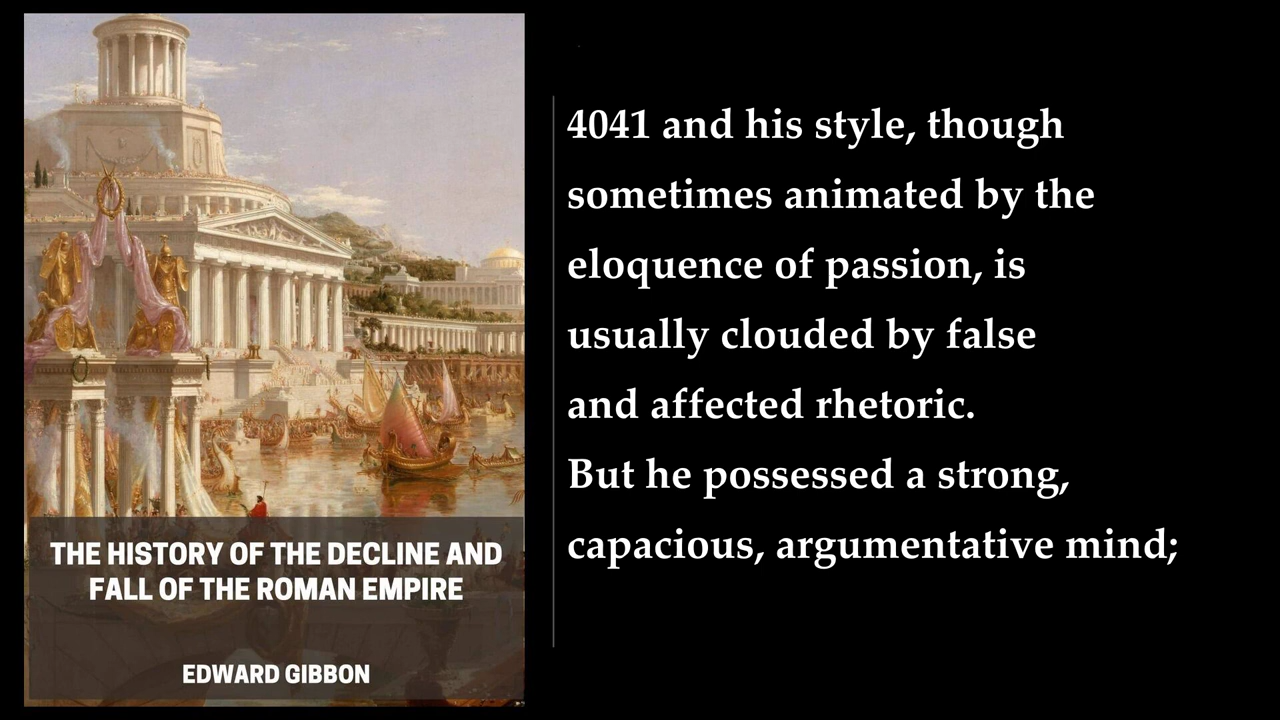 THE HISTORY OF THE DECLINE AND
FALL OF THE ROMAN EMPIRE
EDWARD GIBBON
4041 and his style, though
sometimes animated by the
eloquence of passion, is
usually clouded by false
and affected rhetoric.
But he possessed a strong,
capacious, argumentative mind;